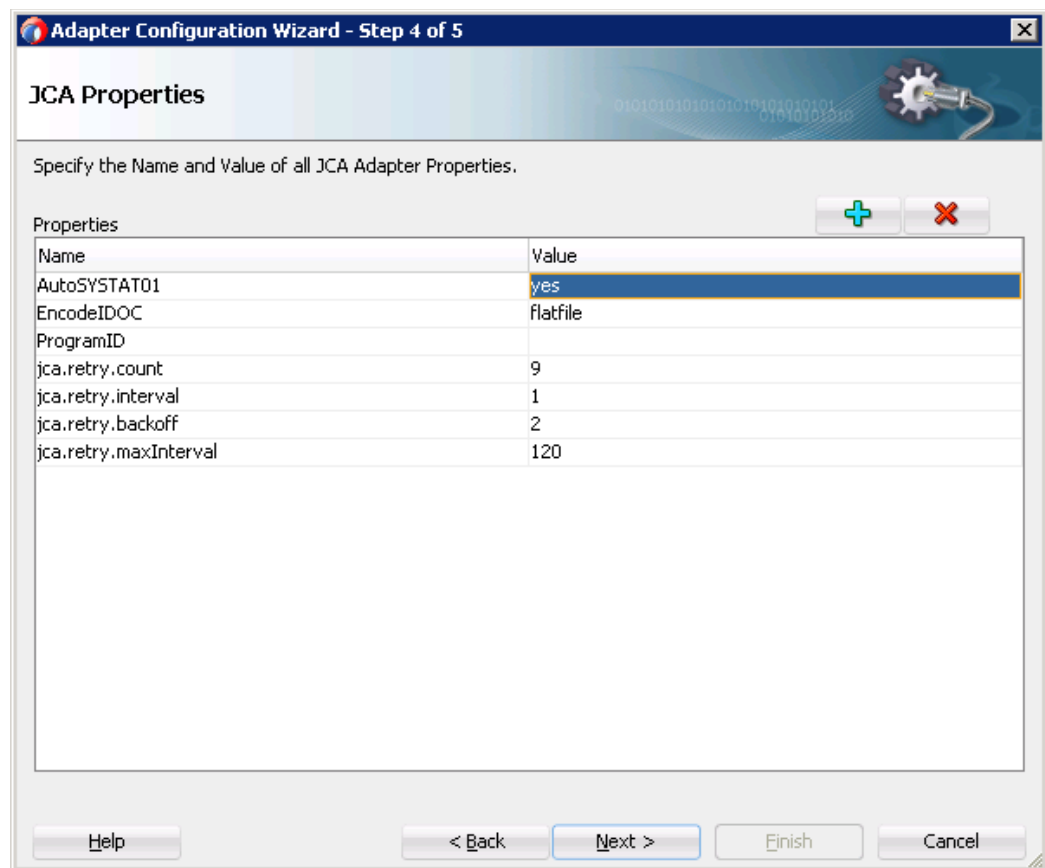 Adapter Configuration Wizard - Step 4 of 5
JCA Properties
Specify the Name and Value of all JCA Adapter Properties.
Properties
Name Value
AutoSYSTAT01 yes
EncodeIDOC flatfile
ProgramID
jca.retry.count 9
jca.retry.interval 1
jca.retry.backoff 2
jca.retry.maxInterval 120
Help < Back Next > Finish Cancel